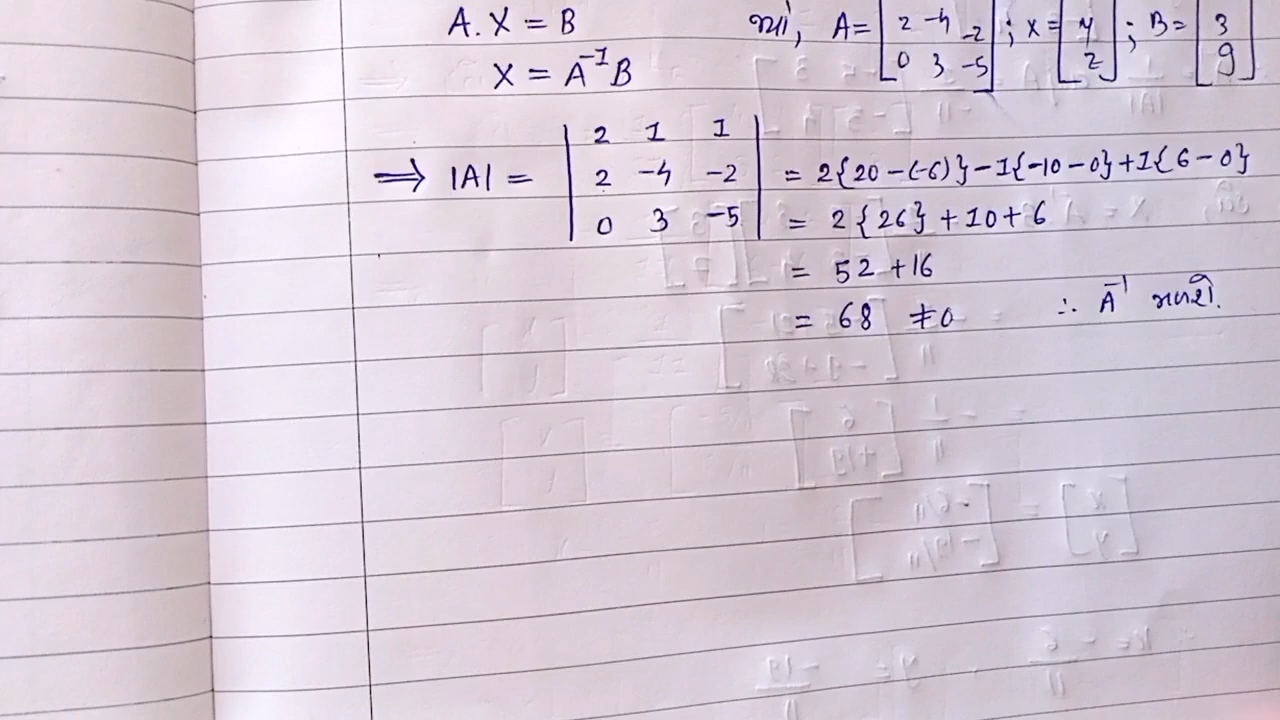 A. X = B      જ્યાં, A = [2 -4 -2; 0 3 -5]; X = [y; z]; B = [3; 9]
X = A⁻¹B
⇒ |A| = |2 1 1; 2 -4 -2; 0 3 -5| = 2{20 - (-6)} - 1{-10 - 0} + 1{6 - 0}
= 2{26} + 10 + 6
= 52 + 16
= 68 ≠ 0      ∴ A⁻¹ મળશે.